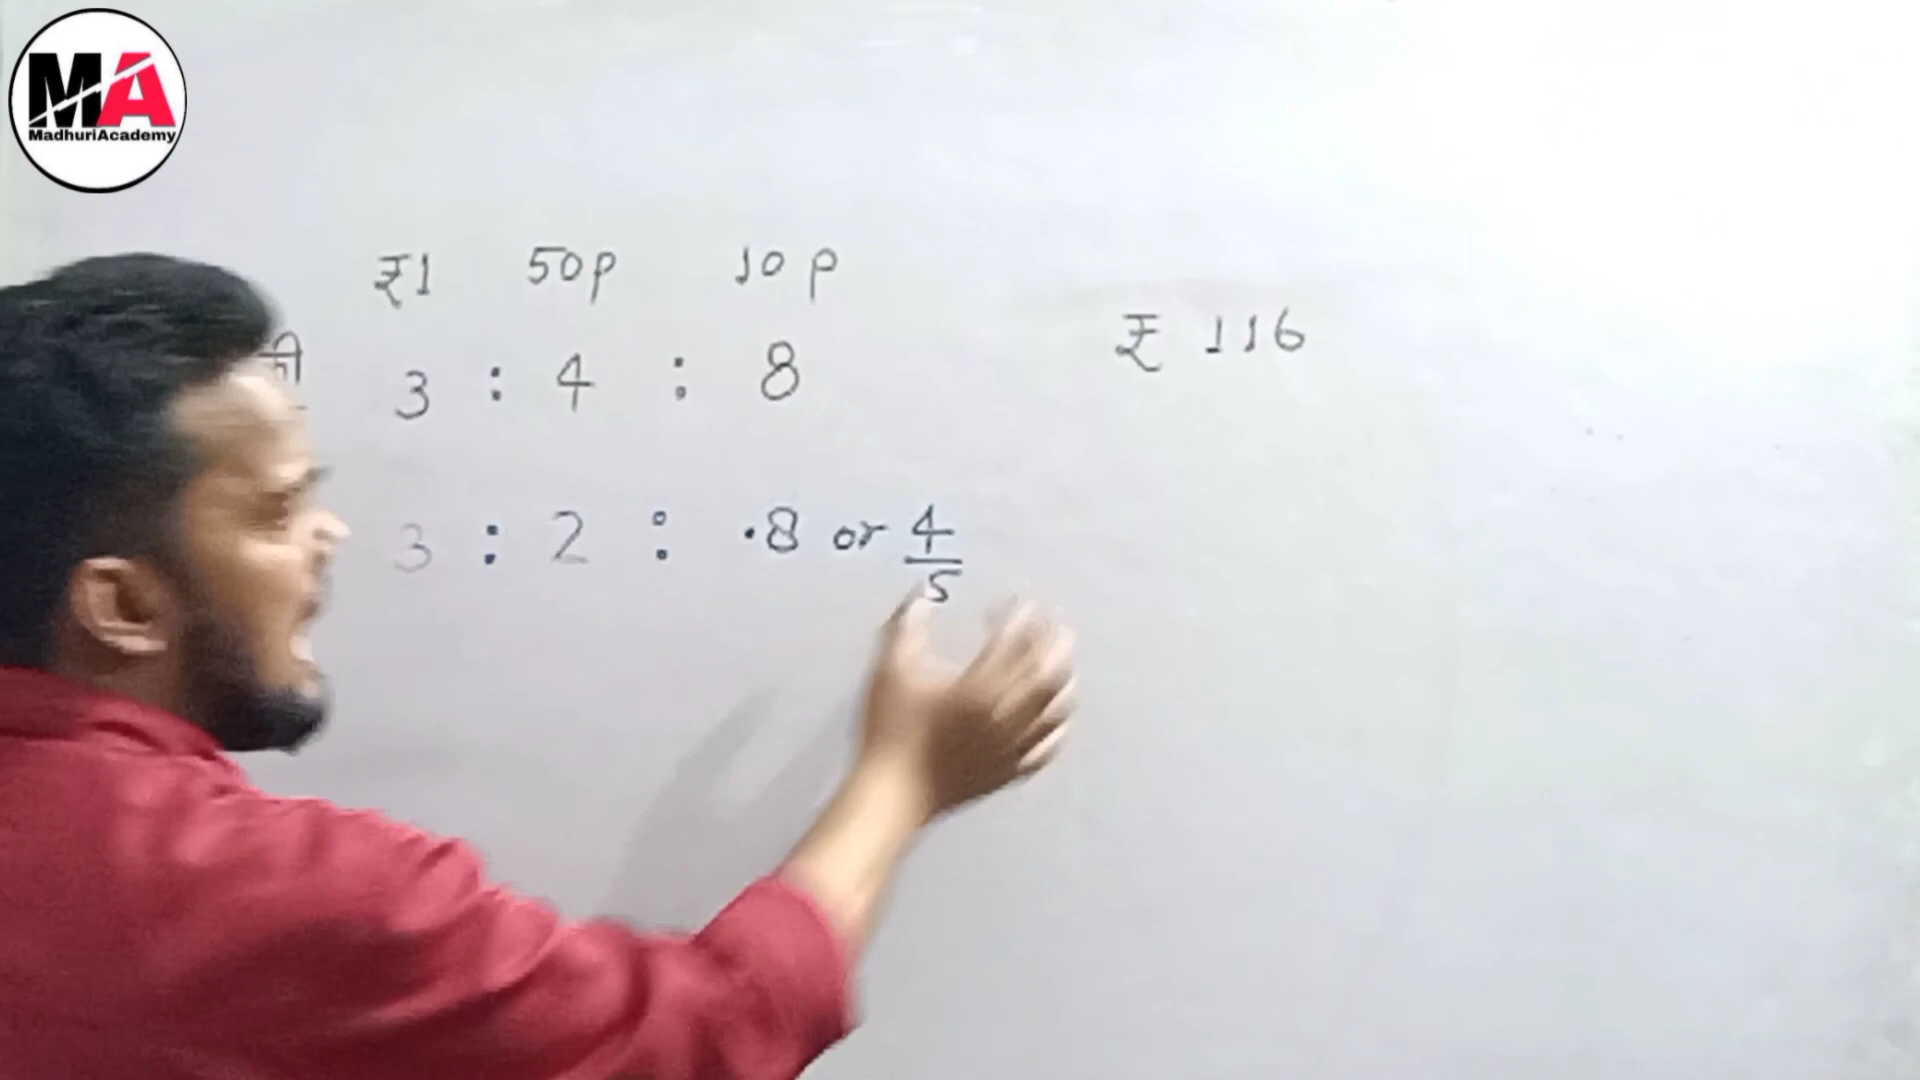 MA
MadhuriAcademy
₹1 50p 10p
3 : 4 : 8
₹ 116
3 : 2 : .8 or 4/5